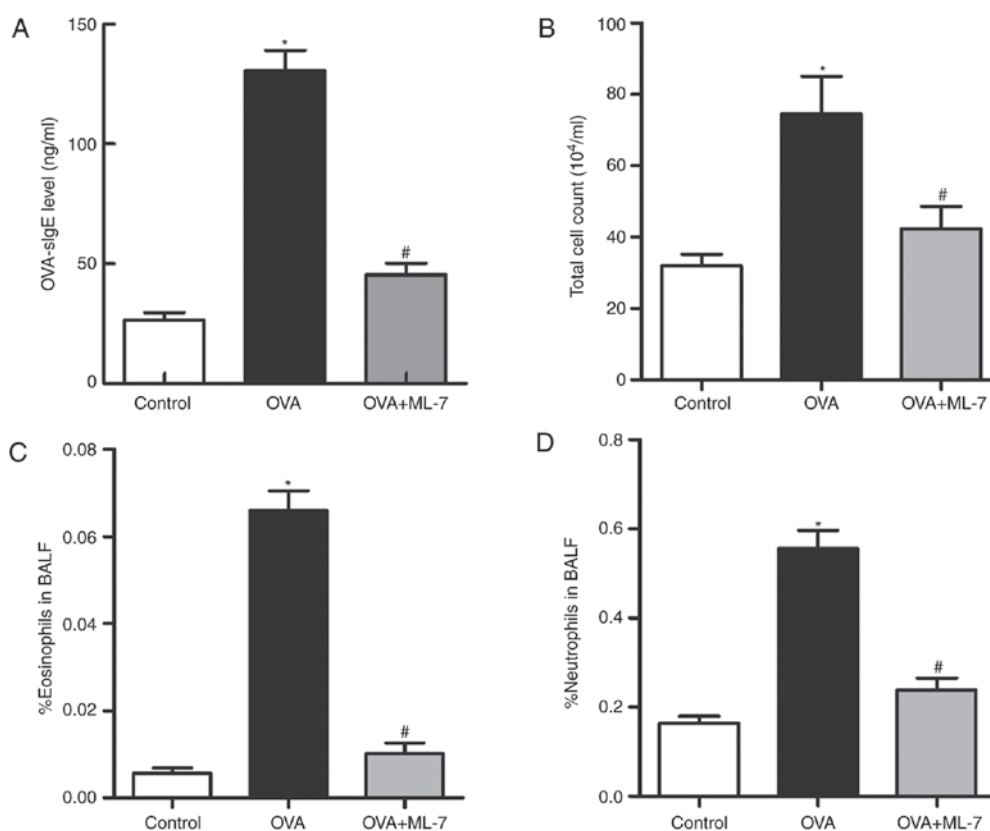 A
OVA-sIgE level (ng/ml)
150
100
50
0
*
#
Control OVA OVA+ML-7
B
Total cell count (10⁴/ml)
100
80
60
40
20
0
*
#
Control OVA OVA+ML-7
C
%Eosinophils in BALF
0.08
0.06
0.04
0.02
0.00
*
#
Control OVA OVA+ML-7
D
%Neutrophils in BALF
0.8
0.6
0.4
0.2
0.0
*
#
Control OVA OVA+ML-7